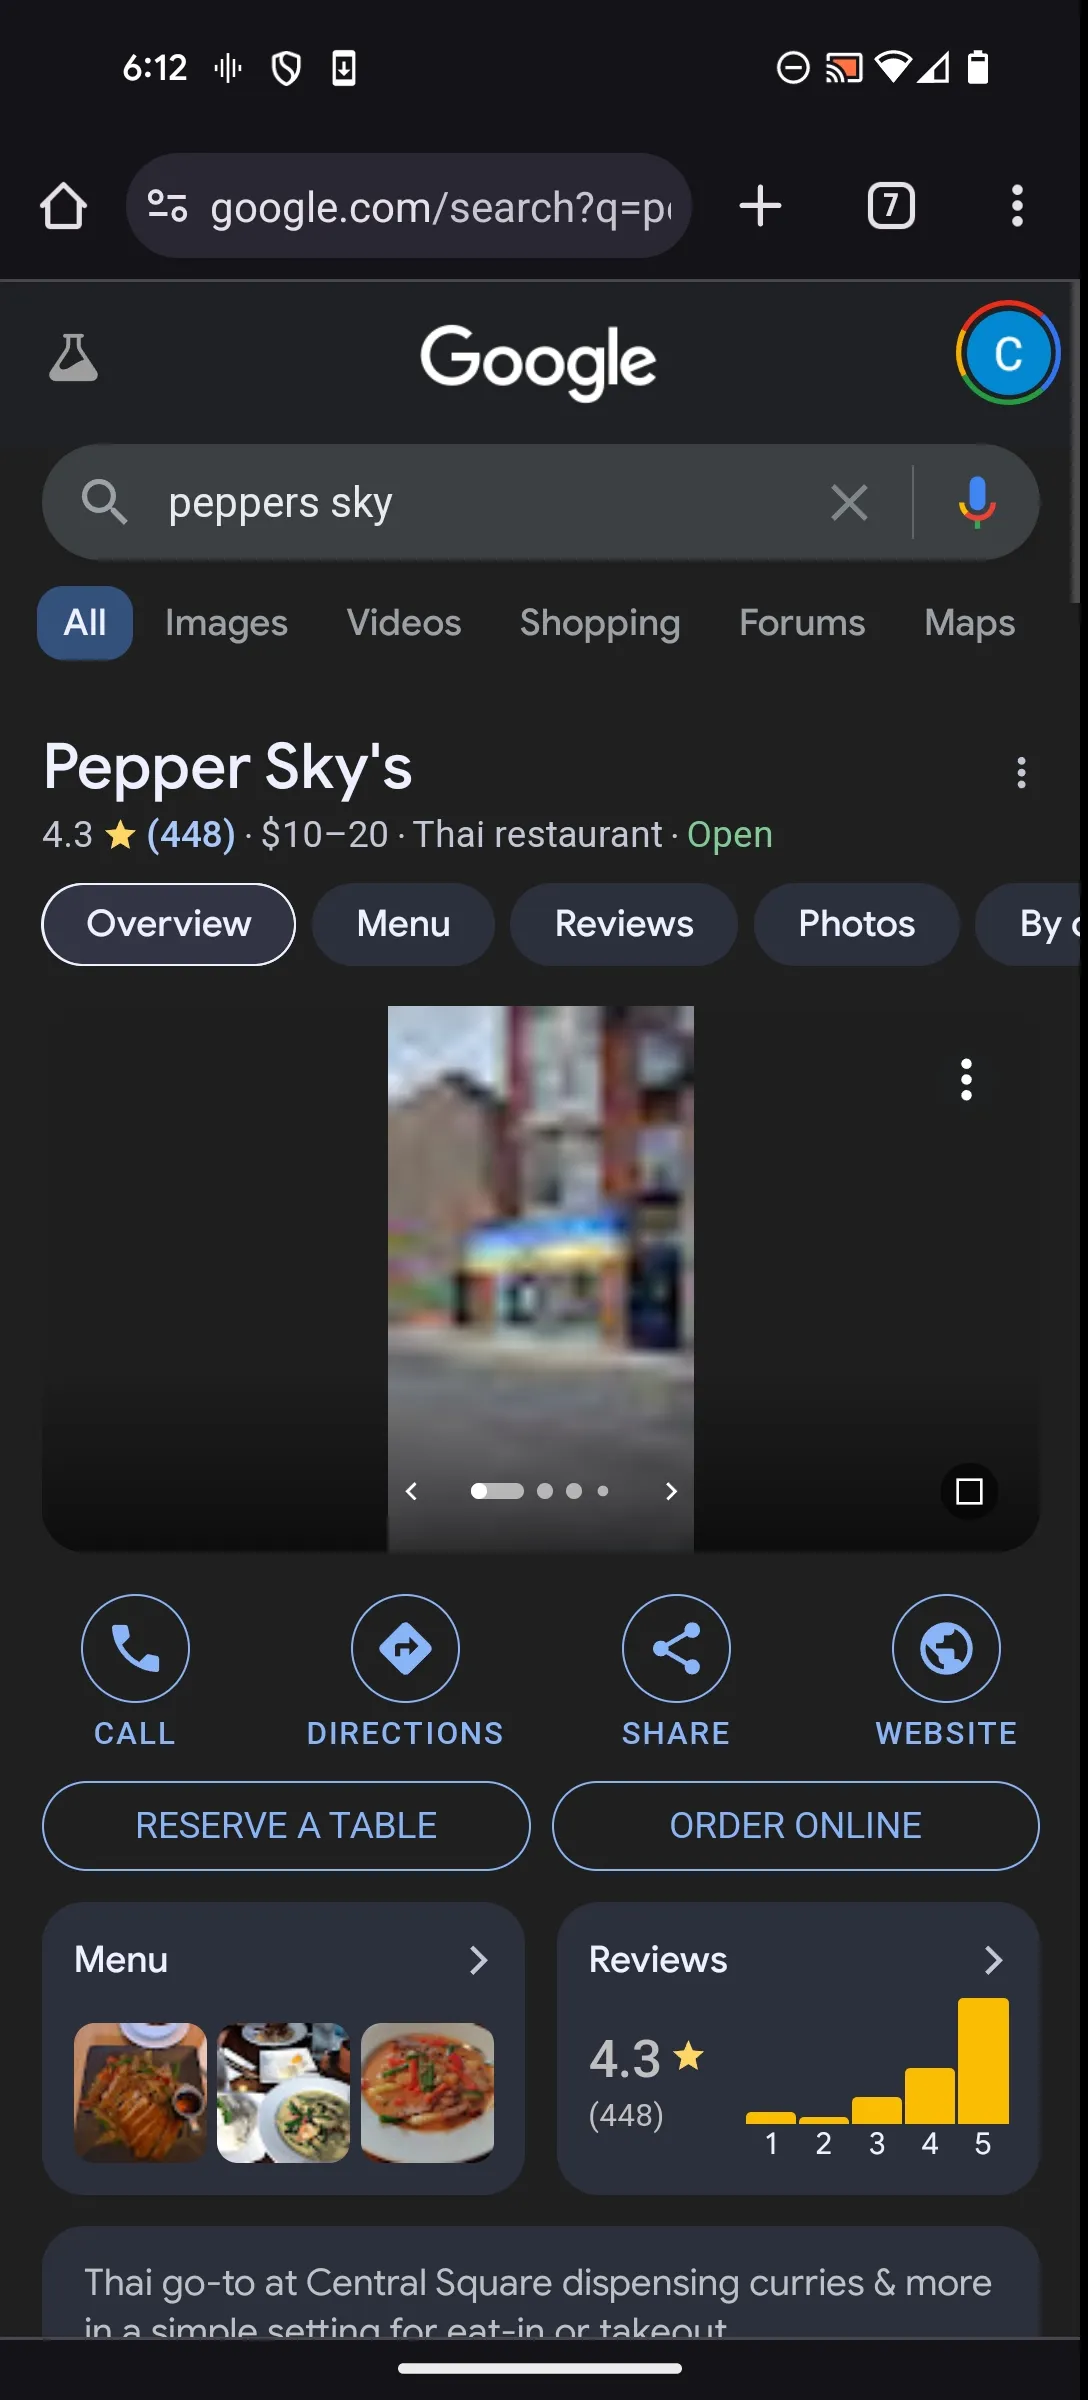 6:12
google.com/search?q=p
7
Google
C
peppers sky
All Images Videos Shopping Forums Maps
Pepper Sky's
4.3 (448) · $10–20 · Thai restaurant · Open
Overview Menu Reviews Photos By
CALL DIRECTIONS SHARE WEBSITE
RESERVE A TABLE ORDER ONLINE
Menu
Reviews
4.3
(448)
1 2 3 4 5
Thai go-to at Central Square dispensing curries & more
in a simple setting for eat-in or takeout